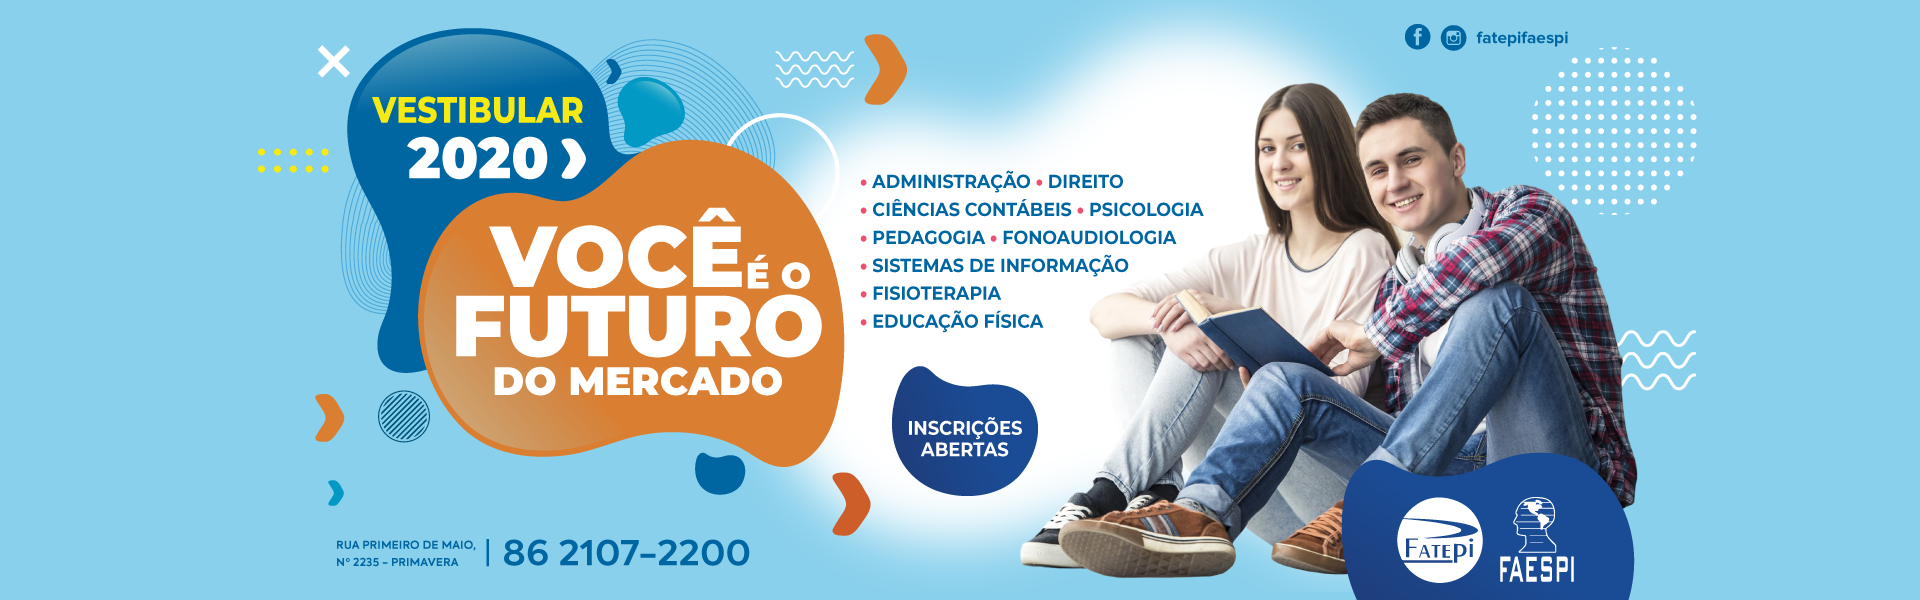 VESTIBULAR
2020
VOCÊ É O
FUTURO
DO MERCADO
fatepifaespi
• ADMINISTRAÇÃO • DIREITO
• CIÊNCIAS CONTÁBEIS • PSICOLOGIA
• PEDAGOGIA • FONOAUDIOLOGIA
• SISTEMAS DE INFORMAÇÃO
• FISIOTERAPIA
• EDUCAÇÃO FÍSICA
INSCRIÇÕES
ABERTAS
RUA PRIMEIRO DE MAIO,
Nº 2235 - PRIMAVERA
86 2107-2200
FATEPi
FAESPI